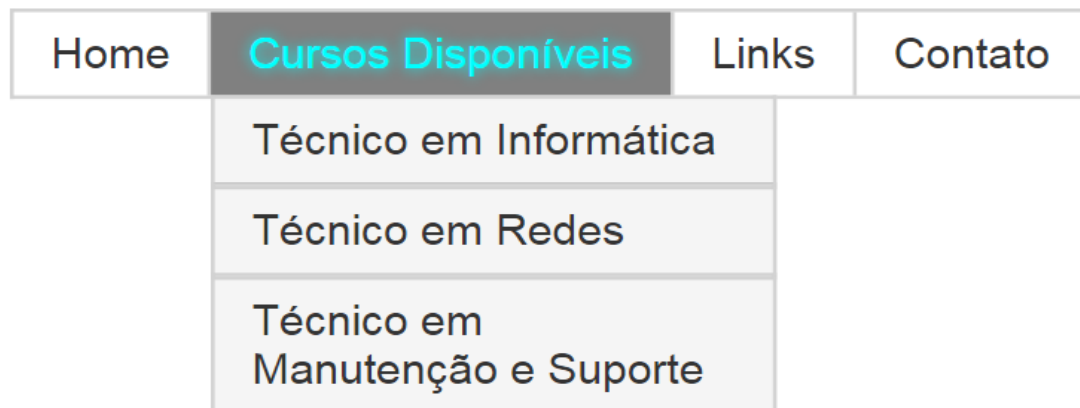 Home Cursos Disponíveis Links Contato
Técnico em Informática
Técnico em Redes
Técnico em
Manutenção e Suporte